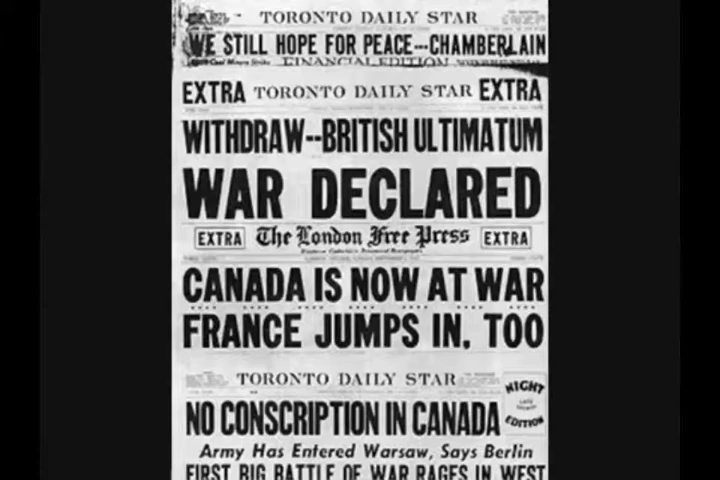 TORONTO DAILY STAR
WE STILL HOPE FOR PEACE---CHAMBERLAIN
FINANCIAL EDITION
EXTRA TORONTO DAILY STAR EXTRA
WITHDRAW--BRITISH ULTIMATUM
WAR DECLARED
EXTRA The London Free Press EXTRA
CANADA IS NOW AT WAR
FRANCE JUMPS IN, TOO
TORONTO DAILY STAR
NIGHT
EDITION
NO CONSCRIPTION IN CANADA
Army Has Entered Warsaw, Says Berlin
FIRST BIG BATTLE OF WAR RAGES IN WEST